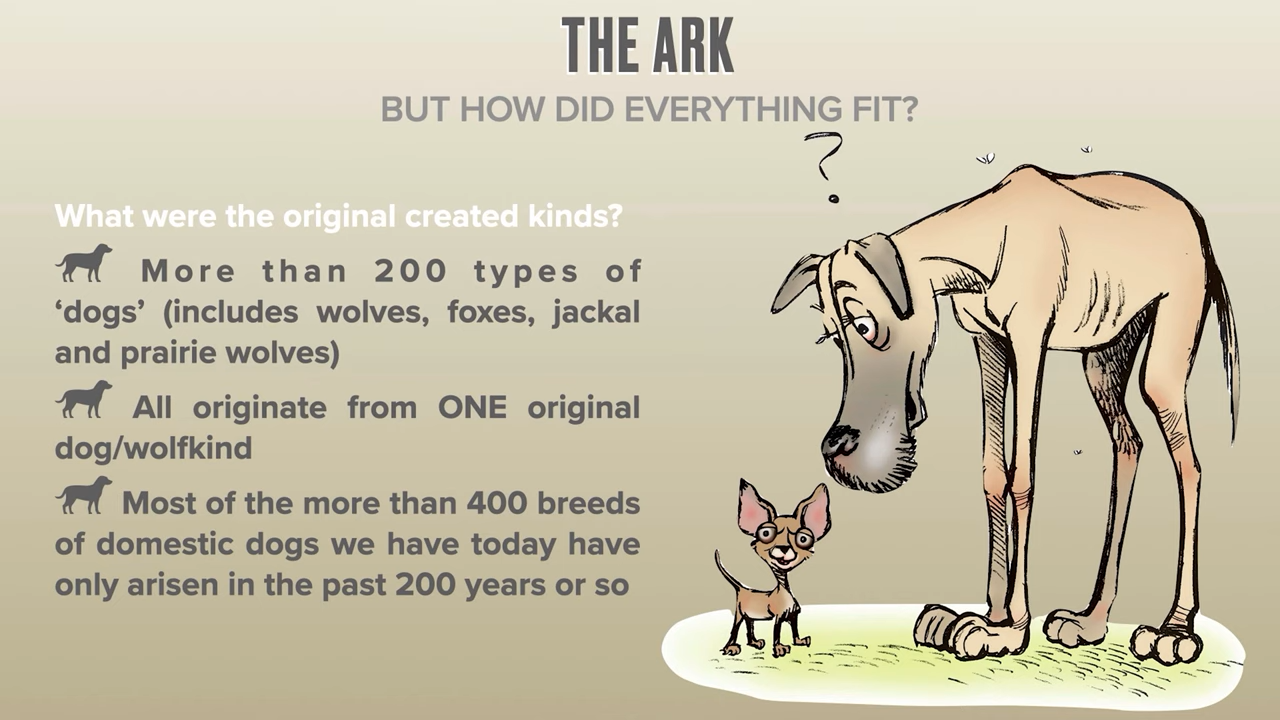 THE ARK
BUT HOW DID EVERYTHING FIT?
?
What were the original created kinds?
More than 200 types of
‘dogs’ (includes wolves, foxes, jackal
and prairie wolves)
All originate from ONE original
dog/wolfkind
Most of the more than 400 breeds
of domestic dogs we have today have
only arisen in the past 200 years or so